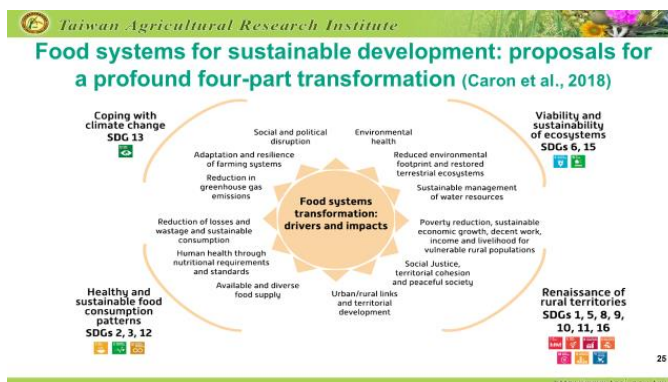 Taiwan Agricultural Research Institute
Food systems for sustainable development: proposals for
a profound four-part transformation (Caron et al., 2018)
Coping with
climate change
SDG 13
Viability and
sustainability
of ecosystems
SDGs 6, 15
Social and political
disruption
Environmental
health
Adaptation and resilience
of farming systems
Reduced environmental
footprint and restored
terrestrial ecosystems
Reduction in
greenhouse gas
emissions
Sustainable management
of water resources
Food systems
transformation:
drivers and impacts
Reduction of losses and
wastage and sustainable
consumption
Poverty reduction, sustainable
economic growth, decent work,
income and livelihood for
vulnerable rural populations
Human health through
nutritional requirements
and standards
Social Justice,
territorial cohesion
and peaceful society
Available and diverse
food supply
Urban/rural links
and territorial
development
Healthy and
sustainable food
consumption
patterns
SDGs 2, 3, 12
Renaissance of
rural territories
SDGs 1, 5, 8, 9,
10, 11, 16
25